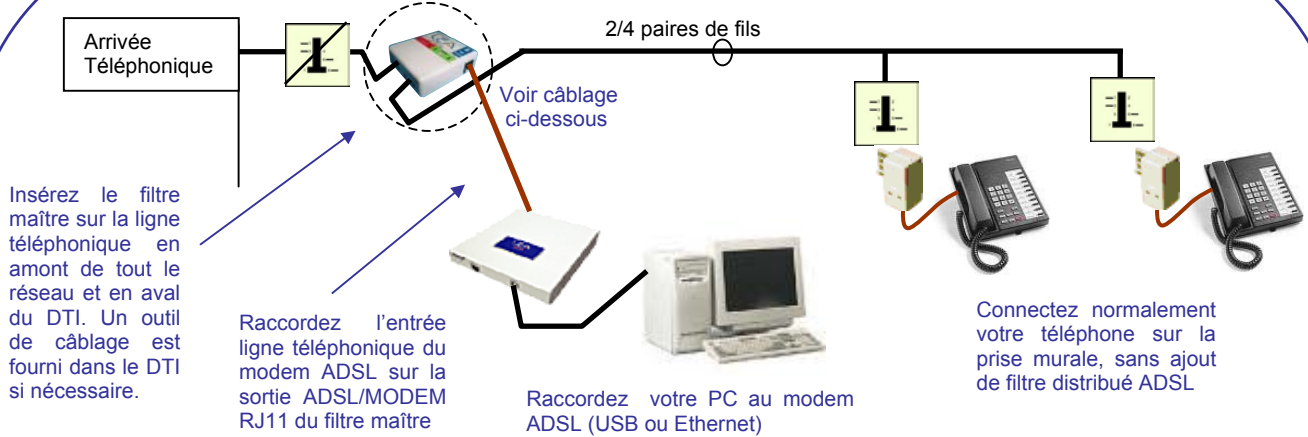 Arrivée
Téléphonique
2/4 paires de fils
Voir câblage
ci-dessous
Insérez le filtre
maître sur la ligne
téléphonique en
amont de tout le
réseau et en aval
du DTI. Un outil
de câblage est
fourni dans le DTI
si nécessaire.
Raccordez l’entrée
ligne téléphonique du
modem ADSL sur la
sortie ADSL/MODEM
RJ11 du filtre maître
Raccordez votre PC au modem
ADSL (USB ou Ethernet)
Connectez normalement
votre téléphone sur la
prise murale, sans ajout
de filtre distribué ADSL